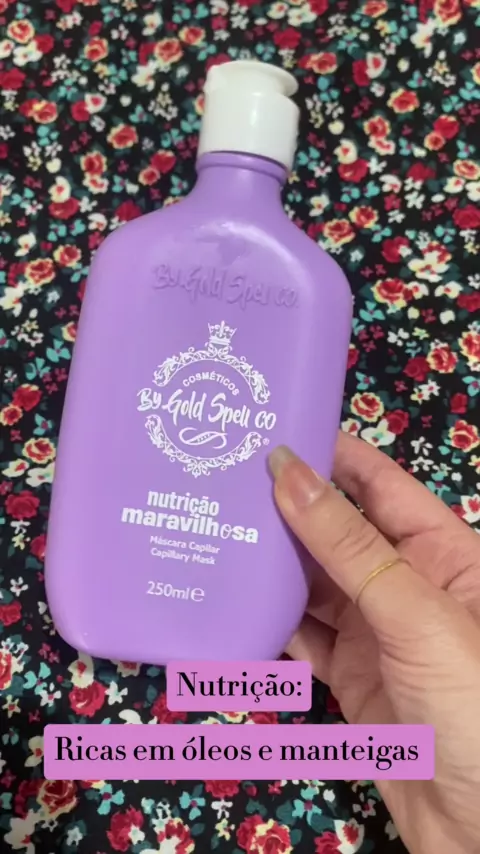 By Gold Spell co
COSMÉTICOS
By Gold Spell co
®
nutrição
maravilhosa
Máscara Capilar
Capillary Mask
250ml℮
Nutrição:
Ricas em óleos e manteigas